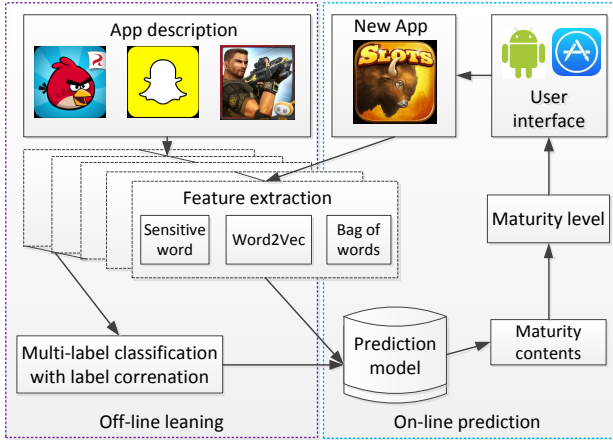 App description
New App
SLOTS
User
interface
Feature extraction
Sensitive
word
Word2Vec
Bag of
words
Maturity level
Multi-label classification
with label correnation
Prediction
model
Maturity
contents
Off-line leaning
On-line prediction